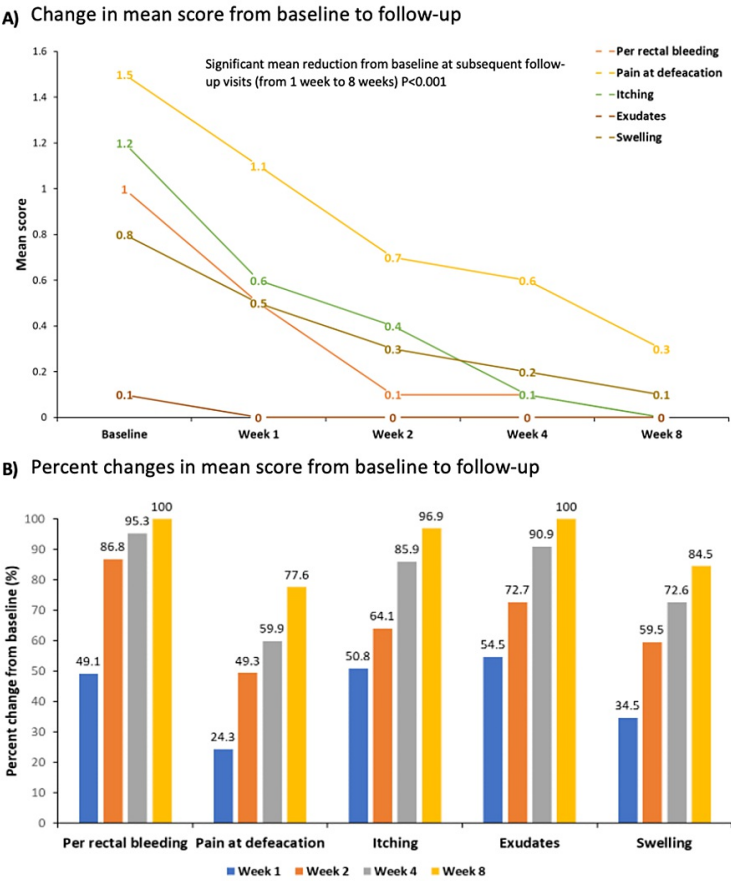 A) Change in mean score from baseline to follow-up
1.6
1.4
1.2
1
0.8
0.6
0.4
0.2
0
Mean score
Significant mean reduction from baseline at subsequent follow-
up visits (from 1 week to 8 weeks) P<0.001
Per rectal bleeding
Pain at defeacation
Itching
Exudates
Swelling
1.5
1.2
1
0.8
0.1
1.1
0.6
0.5
0
0.7
0.4
0.3
0.1
0
0.6
0.2
0.1
0
0.3
0.1
0
Baseline Week 1 Week 2 Week 4 Week 8
B) Percent changes in mean score from baseline to follow-up
100
90
80
70
60
50
40
30
20
10
0
Percent change from baseline (%)
49.1 86.8 95.3 100
24.3 49.3 59.9 77.6
50.8 64.1 85.9 96.9
54.5 72.7 90.9 100
34.5 59.5 72.6 84.5
Per rectal bleeding Pain at defeacation Itching Exudates Swelling
Week 1 Week 2 Week 4 Week 8